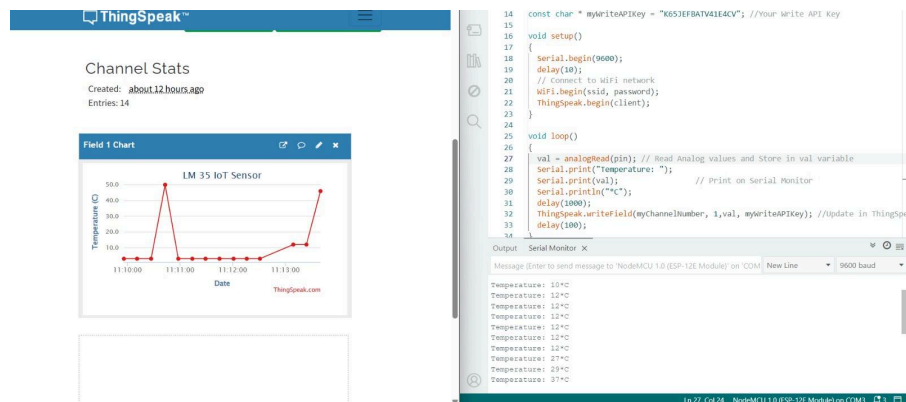 ThingSpeak™
Channel Stats
Created: about 12 hours ago
Entries: 14
Field 1 Chart
LM 35 IoT Sensor
Temperature (C)
50.0
40.0
30.0
20.0
10.0
11:10:00 11:11:00 11:12:00 11:13:00
Date
ThingSpeak.com
14 const char * myWriteAPIKey = "K65JEFBATV41E4CV"; //Your Write API Key
15
16 void setup()
17 {
18 Serial.begin(9600);
19 delay(10);
20 // Connect to WiFi network
21 WiFi.begin(ssid, password);
22 ThingSpeak.begin(client);
23 }
24
25 void loop()
26 {
27 val = analogRead(pin); // Read Analog values and Store in val variable
28 Serial.print("Temperature: ");
29 Serial.print(val); // Print on Serial Monitor
30 Serial.println("*C");
31 delay(1000);
32 ThingSpeak.writeField(myChannelNumber, 1,val, myWriteAPIKey); //Update in ThingSpe
33 delay(100);
34 }
Output Serial Monitor ×
Message (Enter to send message to 'NodeMCU 1.0 (ESP-12E Module)' on 'COM New Line 9600 baud
Temperature: 10*C
Temperature: 12*C
Temperature: 12*C
Temperature: 12*C
Temperature: 12*C
Temperature: 12*C
Temperature: 12*C
Temperature: 27*C
Temperature: 29*C
Temperature: 37*C
Ln 27, Col 24 NodeMCU 1.0 (ESP-12E Module) on COM3 3